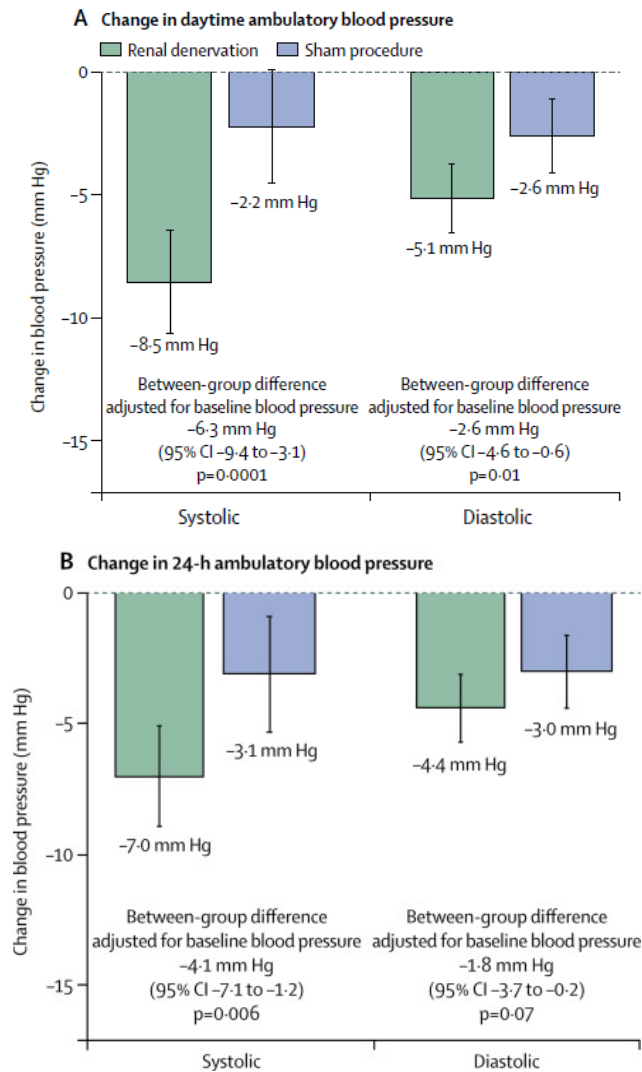 A Change in daytime ambulatory blood pressure
Renal denervation Sham procedure
Change in blood pressure (mm Hg)
0
−5
−10
−15
−8·5 mm Hg
−2·2 mm Hg
−5·1 mm Hg
−2·6 mm Hg
Between-group difference
adjusted for baseline blood pressure
−6·3 mm Hg
(95% CI −9·4 to −3·1)
p=0·0001
Between-group difference
adjusted for baseline blood pressure
−2·6 mm Hg
(95% CI −4·6 to −0·6)
p=0·01
Systolic
Diastolic
B Change in 24-h ambulatory blood pressure
Change in blood pressure (mm Hg)
0
−5
−10
−15
−7·0 mm Hg
−3·1 mm Hg
−4·4 mm Hg
−3·0 mm Hg
Between-group difference
adjusted for baseline blood pressure
−4·1 mm Hg
(95% CI −7·1 to −1·2)
p=0·006
Between-group difference
adjusted for baseline blood pressure
−1·8 mm Hg
(95% CI −3·7 to −0·2)
p=0·07
Systolic
Diastolic